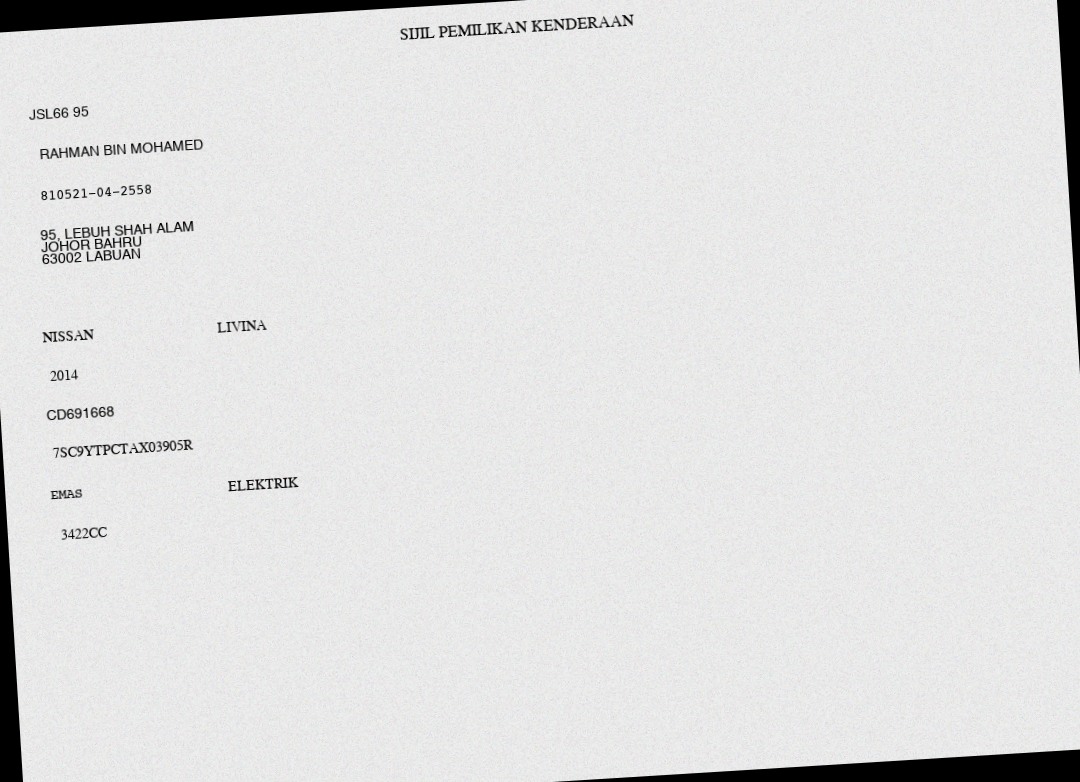 SIJIL PEMILIKAN KENDERAAN
JSL66 95
RAHMAN BIN MOHAMED
810521-04-2558
95, LEBUH SHAH ALAM
JOHOR BAHRU
63002 LABUAN
NISSAN LIVINA
2014
CD691668
7SC9YTPCTAX03905R
EMAS ELEKTRIK
3422CC